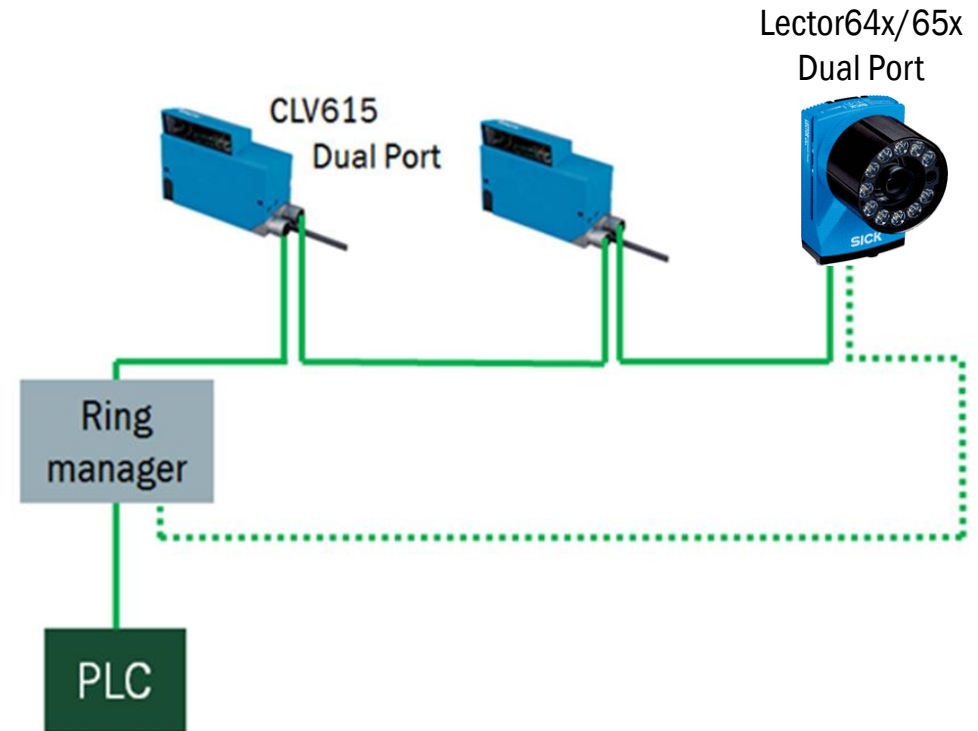 Lector64x/65x
Dual Port
CLV615
Dual Port
SICK
Ring
manager
PLC